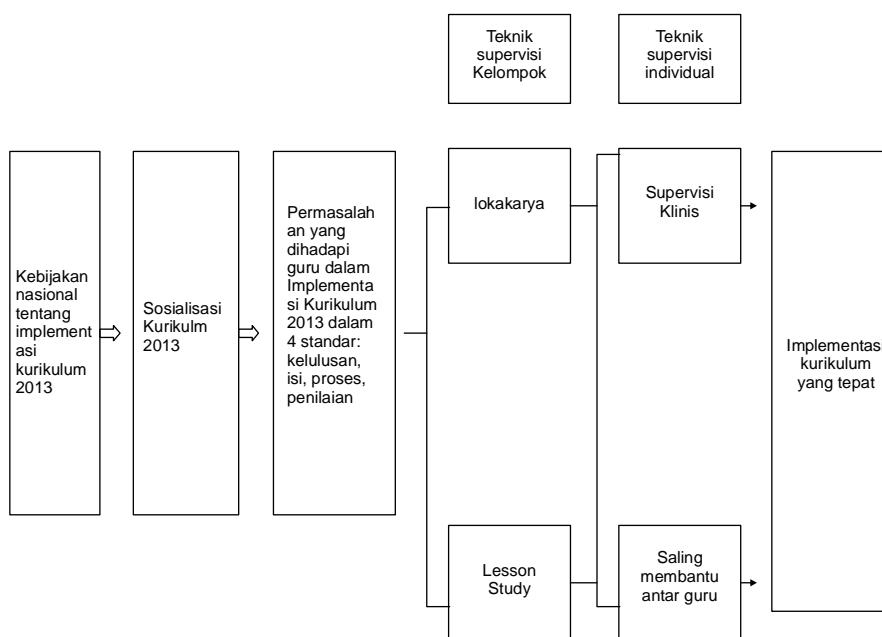 Teknik
supervisi
Kelompok
Teknik
supervisi
individual
Kebijakan
nasional
tentang
implement
asi
kurikulum
2013
Sosialisasi
Kurikulm
2013
Permasalah
an yang
dihadapi
guru dalam
Implementa
si Kurikulum
2013 dalam
4 standar:
kelulusan,
isi, proses,
penilaian
lokakarya
Lesson
Study
Supervisi
Klinis
Saling
membantu
antar guru
Implementasi
kurikulum
yang tepat